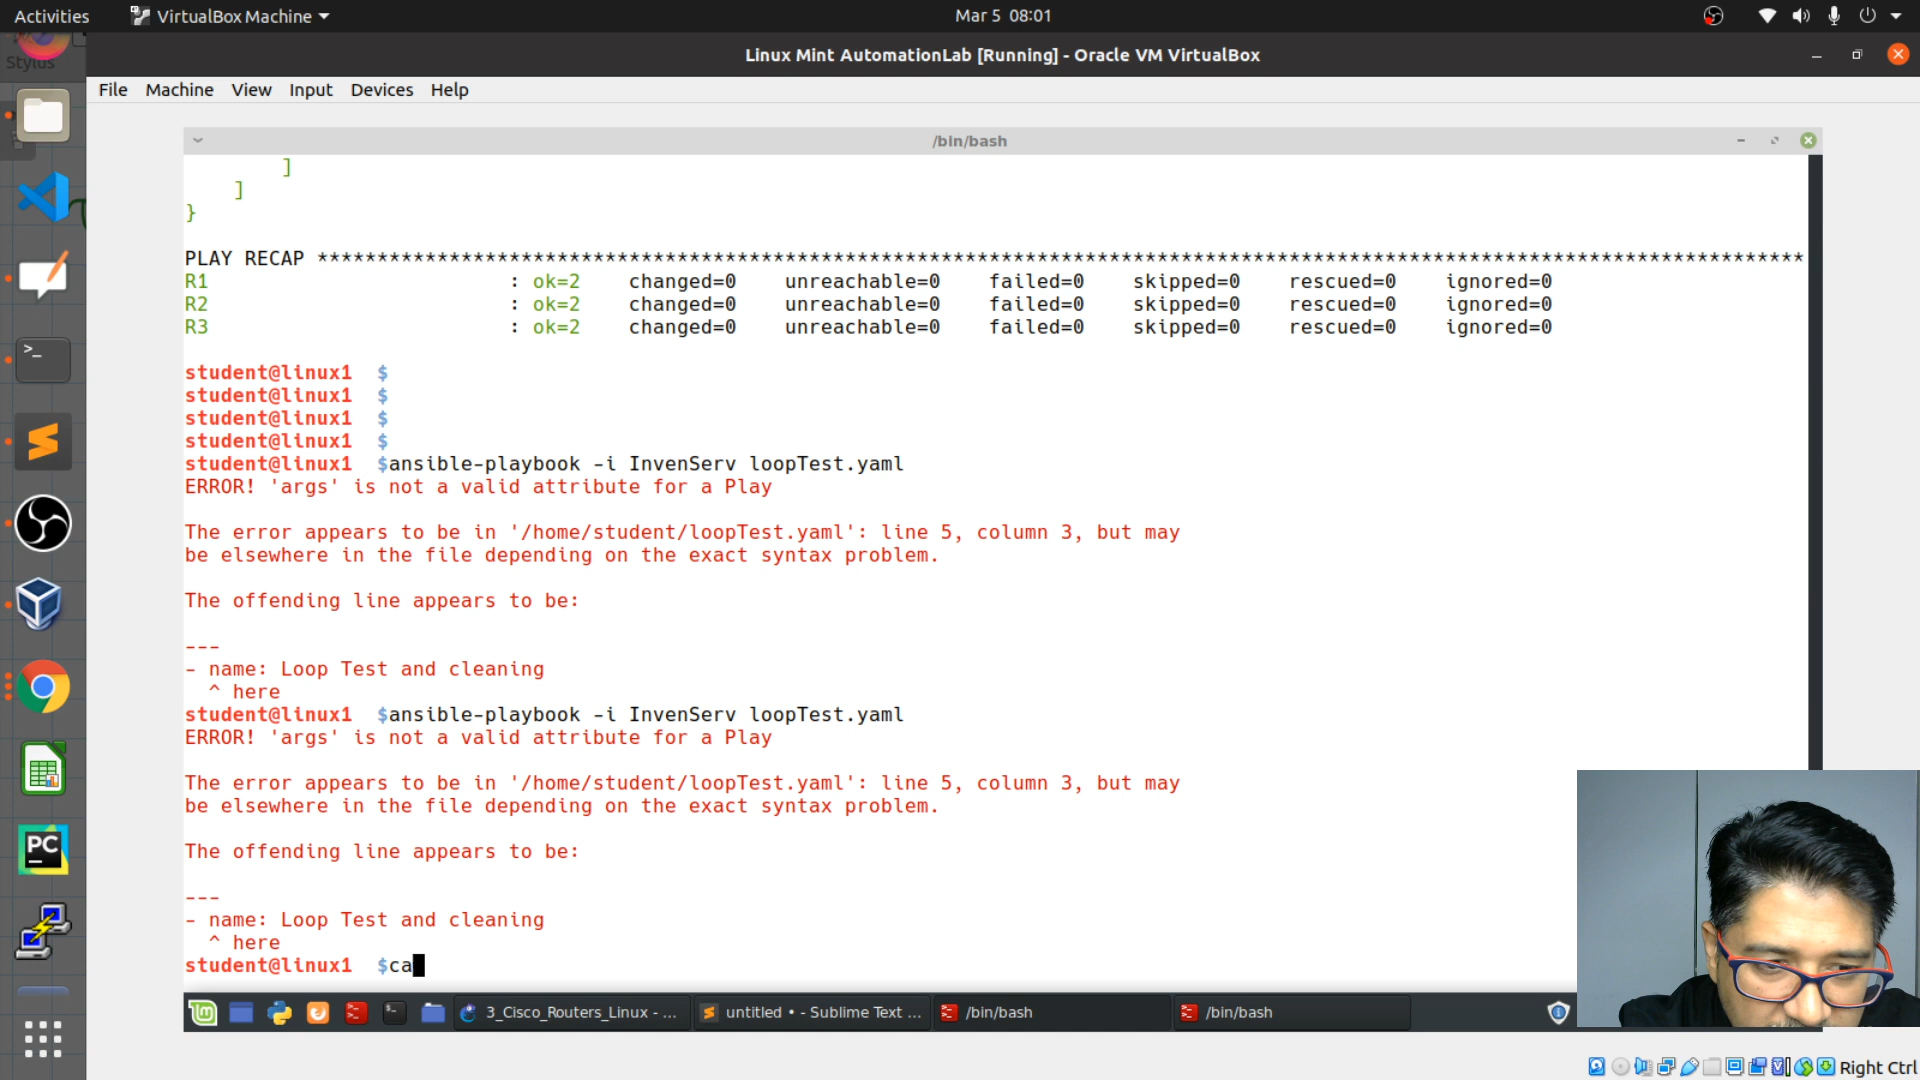 Activities
VirtualBox Machine
Mar 5 08:01
Stylus
Linux Mint AutomationLab [Running] - Oracle VM VirtualBox
File Machine View Input Devices Help
/bin/bash
]
]
}
PLAY RECAP ****************************************************************************************************************************
R1 : ok=2 changed=0 unreachable=0 failed=0 skipped=0 rescued=0 ignored=0
R2 : ok=2 changed=0 unreachable=0 failed=0 skipped=0 rescued=0 ignored=0
R3 : ok=2 changed=0 unreachable=0 failed=0 skipped=0 rescued=0 ignored=0
student@linux1 $
student@linux1 $
student@linux1 $
student@linux1 $
student@linux1 $ansible-playbook -i InvenServ loopTest.yaml
ERROR! 'args' is not a valid attribute for a Play
The error appears to be in '/home/student/loopTest.yaml': line 5, column 3, but may
be elsewhere in the file depending on the exact syntax problem.
The offending line appears to be:
---
- name: Loop Test and cleaning
^ here
student@linux1 $ansible-playbook -i InvenServ loopTest.yaml
ERROR! 'args' is not a valid attribute for a Play
The error appears to be in '/home/student/loopTest.yaml': line 5, column 3, but may
be elsewhere in the file depending on the exact syntax problem.
The offending line appears to be:
---
- name: Loop Test and cleaning
^ here
student@linux1 $ca
PC
3_Cisco_Routers_Linux - ...
untitled • - Sublime Text ...
/bin/bash
/bin/bash
Right Ctrl